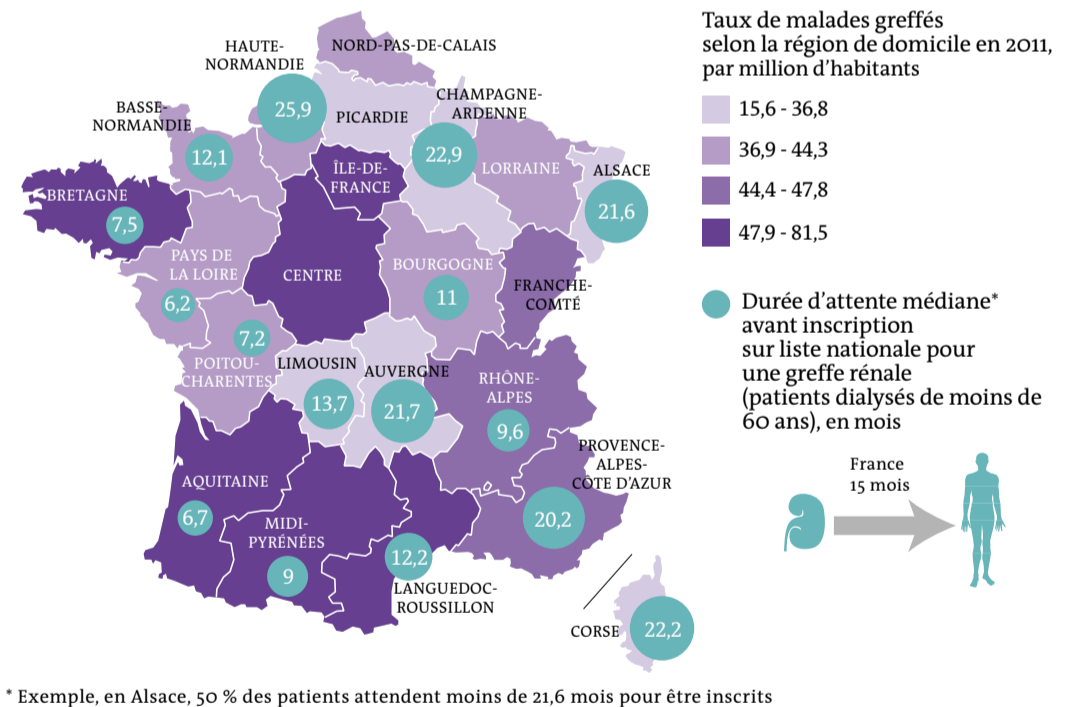 HAUTE-
NORMANDIE
25,9
NORD-PAS-DE-CALAIS
BASSE-
NORMANDIE
12,1
PICARDIE
CHAMPAGNE-
ARDENNE
22,9
LORRAINE
ALSACE
21,6
ÎLE-DE-
FRANCE
BRETAGNE
7,5
PAYS DE
LA LOIRE
6,2
CENTRE
BOURGOGNE
11
FRANCHE-
COMTÉ
7,2
POITOU-
CHARENTES
LIMOUSIN
13,7
AUVERGNE
21,7
RHÔNE-
ALPES
9,6
PROVENCE-
ALPES-
CÔTE D'AZUR
20,2
AQUITAINE
6,7
MIDI-
PYRÉNÉES
9
12,2
LANGUEDOC-
ROUSSILLON
CORSE
22,2
Taux de malades greffés
selon la région de domicile en 2011,
par million d'habitants
15,6 - 36,8
36,9 - 44,3
44,4 - 47,8
47,9 - 81,5
Durée d'attente médiane*
avant inscription
sur liste nationale pour
une greffe rénale
(patients dialysés de moins de
60 ans), en mois
France
15 mois
* Exemple, en Alsace, 50 % des patients attendent moins de 21,6 mois pour être inscrits